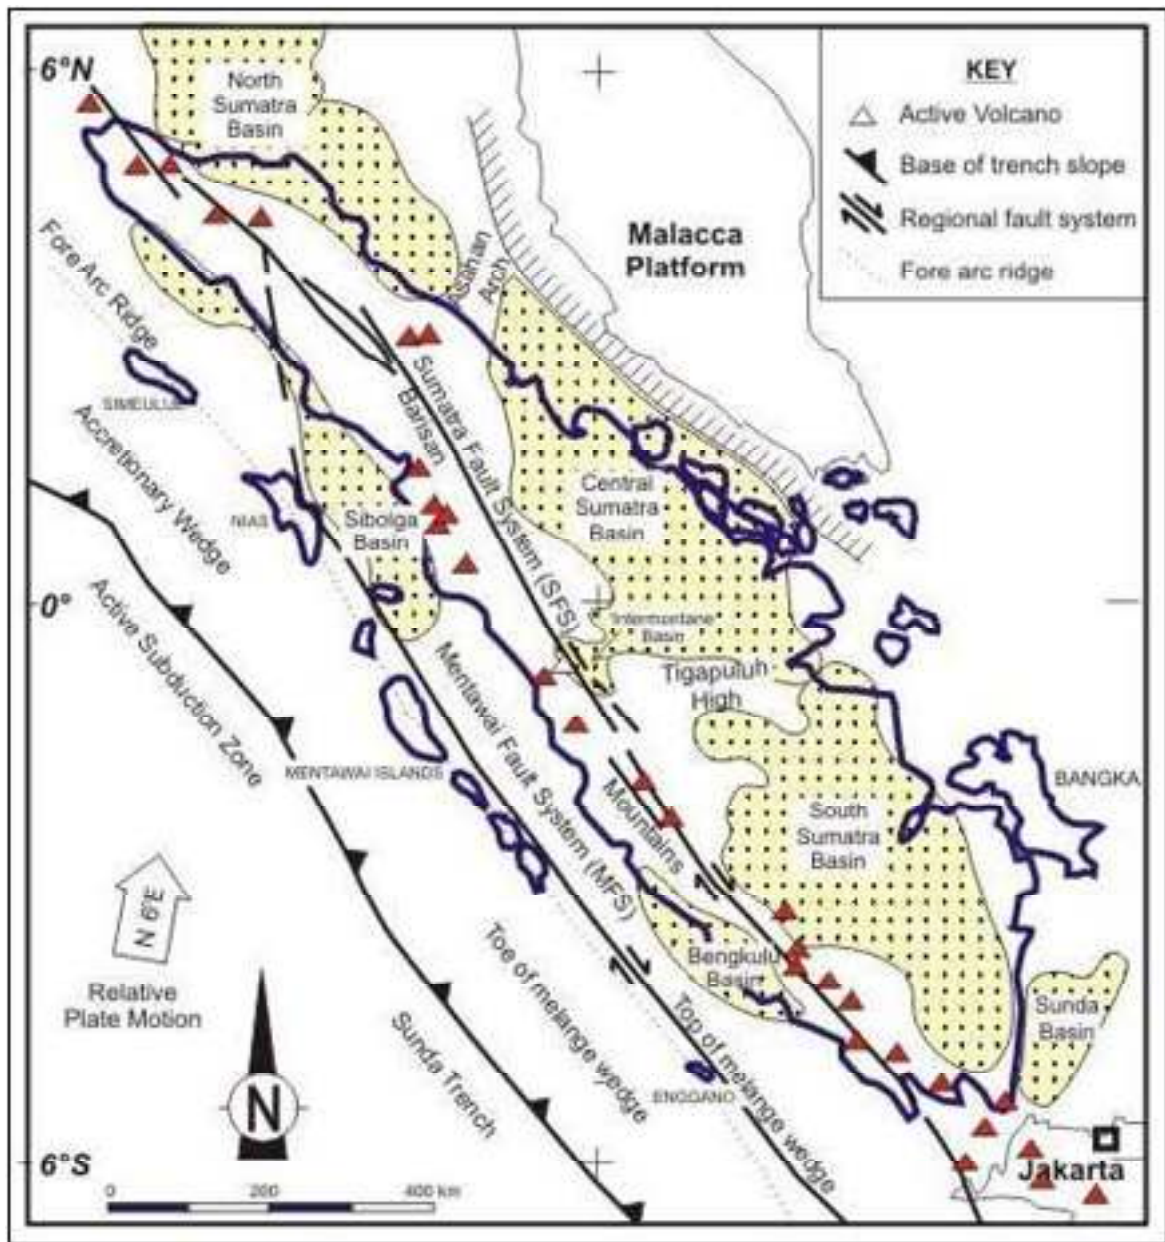 6°N
North
Sumatra
Basin
KEY
Active Volcano
Base of trench slope
Regional fault system
Fore arc ridge
Malacca
Platform
Asahan
Arch
Fore Arc Ridge
SIMEULUE
Accretionary Wedge
Barisan
Sumatra Fault System (SFS)
Central
Sumatra
Basin
NIAS
Sibolga
Basin
0°
Active Subduction Zone
Intermontane
Basin
Tigapuluh
High
Mentawai Fault System (MFS)
MENTAWAI ISLANDS
Mountains
BANGKA
South
Sumatra
Basin
N 6°E
Relative
Plate Motion
Bengkulu
Basin
Sunda
Basin
Toe of melange wedge
Top of melange wedge
Sunda Trench
ENGGANO
N
6°S
Jakarta
0 200 400 km